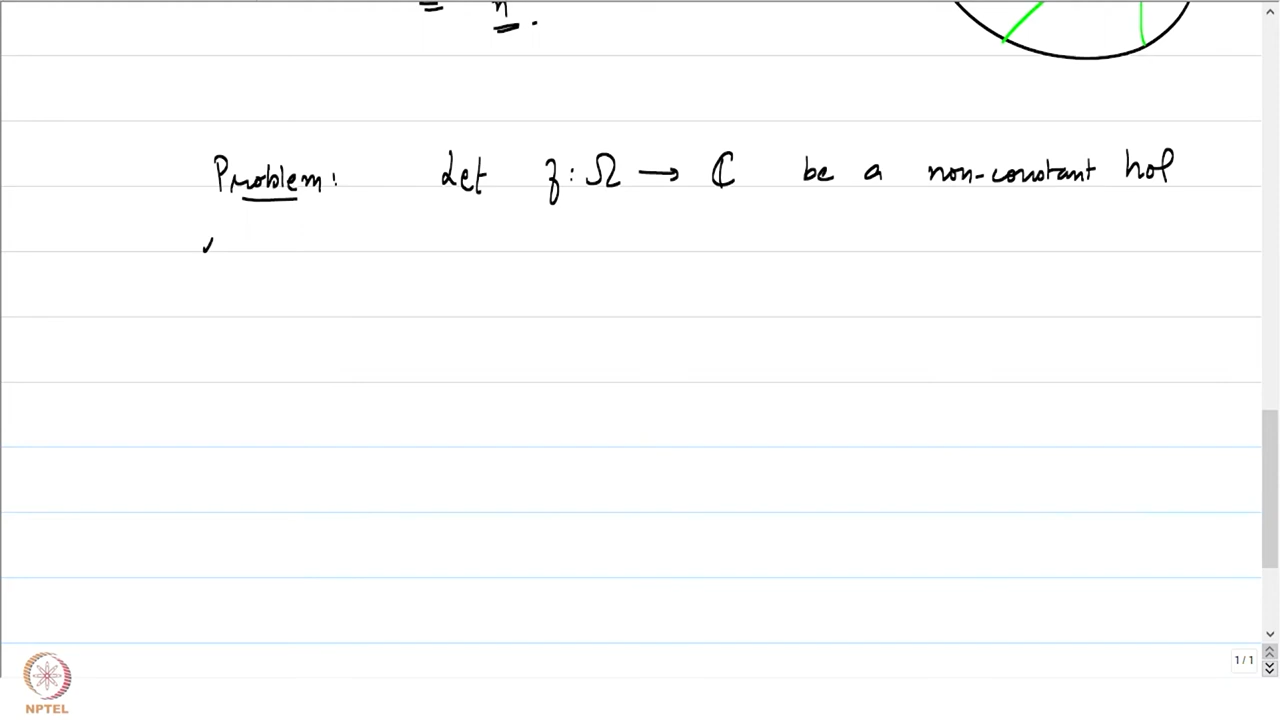 = n.
Problem: Let f : Ω → ℂ be a non-constant hol
1/1
NPTEL